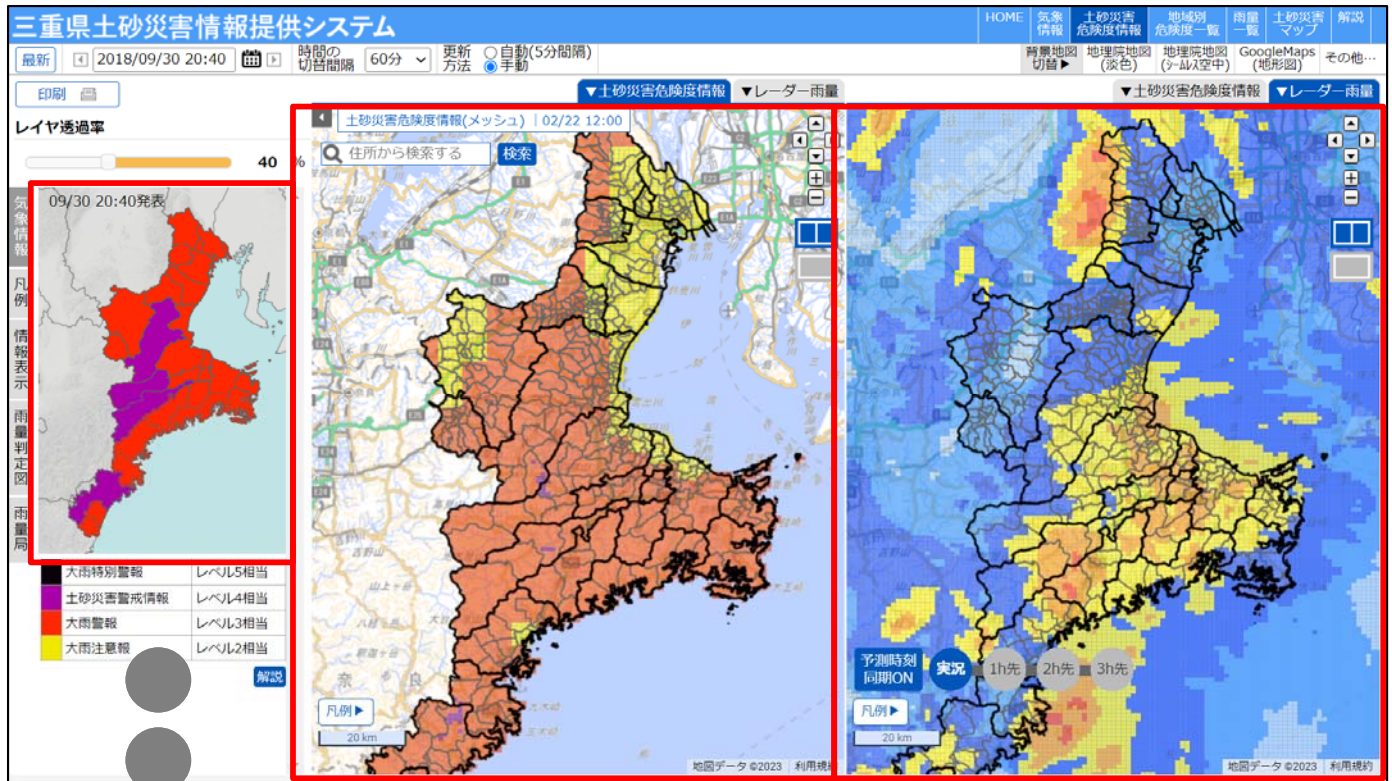 三重県土砂災害情報提供システム
HOME
気象
情報
土砂災害
危険度情報
地域別
危険度一覧
雨量
一覧
土砂災害
マップ
解説
最新
2018/09/30 20:40
時間の
切替間隔
60分
更新
方法
自動(5分間隔)
手動
背景地図
切替▶
地理院地図
(淡色)
地理院地図
(シームレス空中)
GoogleMaps
(地形図)
その他…
印刷
▼土砂災害危険度情報
▼レーダー雨量
▼土砂災害危険度情報
▼レーダー雨量
レイヤ透過率
40
%
気象情報
凡例
情報表示
雨量判定図
雨量局
09/30 20:40発表
大雨特別警報
レベル5相当
土砂災害警戒情報
レベル4相当
大雨警報
レベル3相当
大雨注意報
レベル2相当
解説
土砂災害危険度情報(メッシュ) | 02/22 12:00
住所から検索する
検索
凡例▶
20 km
地図データ ©2023
利用規約
予測時刻
同期ON
実況
1h先
2h先
3h先
凡例▶
20 km
地図データ ©2023
利用規約